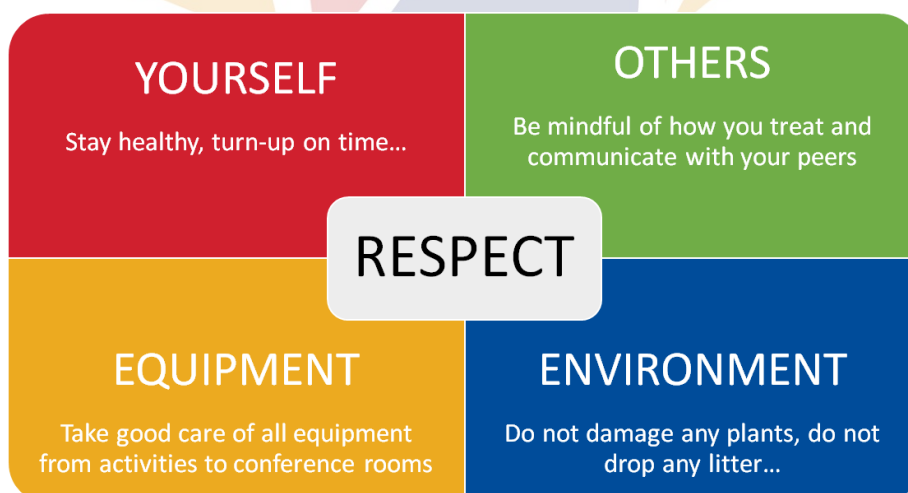 YOURSELF
Stay healthy, turn-up on time…
OTHERS
Be mindful of how you treat and
communicate with your peers
RESPECT
EQUIPMENT
Take good care of all equipment
from activities to conference rooms
ENVIRONMENT
Do not damage any plants, do not
drop any litter…